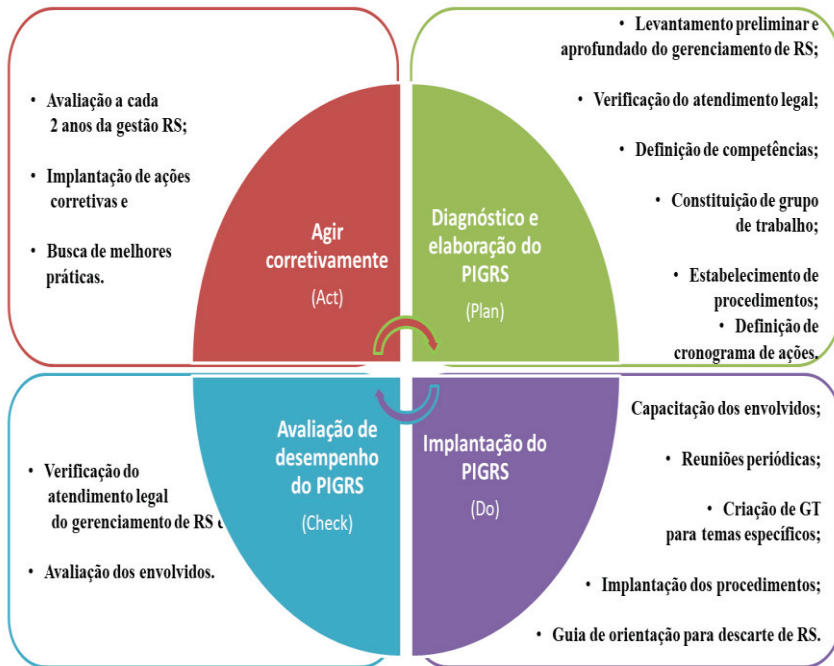 • Avaliação a cada
2 anos da gestão RS;
• Implantação de ações
corretivas e
• Busca de melhores
práticas.
Agir
corretivamente
(Act)
Diagnóstico e
elaboração do
PIGRS
(Plan)
• Levantamento preliminar e
aprofundado do gerenciamento de RS;
• Verificação do atendimento legal;
• Definição de competências;
• Constituição de grupo
de trabalho;
• Estabelecimento de
procedimentos;
• Definição de
cronograma de ações.
• Verificação do
atendimento legal
do gerenciamento de RS
• Avaliação dos envolvidos.
Avaliação de
desempenho
do PIGRS
(Check)
Implantação do
PIGRS
(Do)
Capacitação dos envolvidos;
• Reuniões periódicas;
• Criação de GT
para temas específicos;
• Implantação dos procedimentos;
• Guia de orientação para descarte de RS.